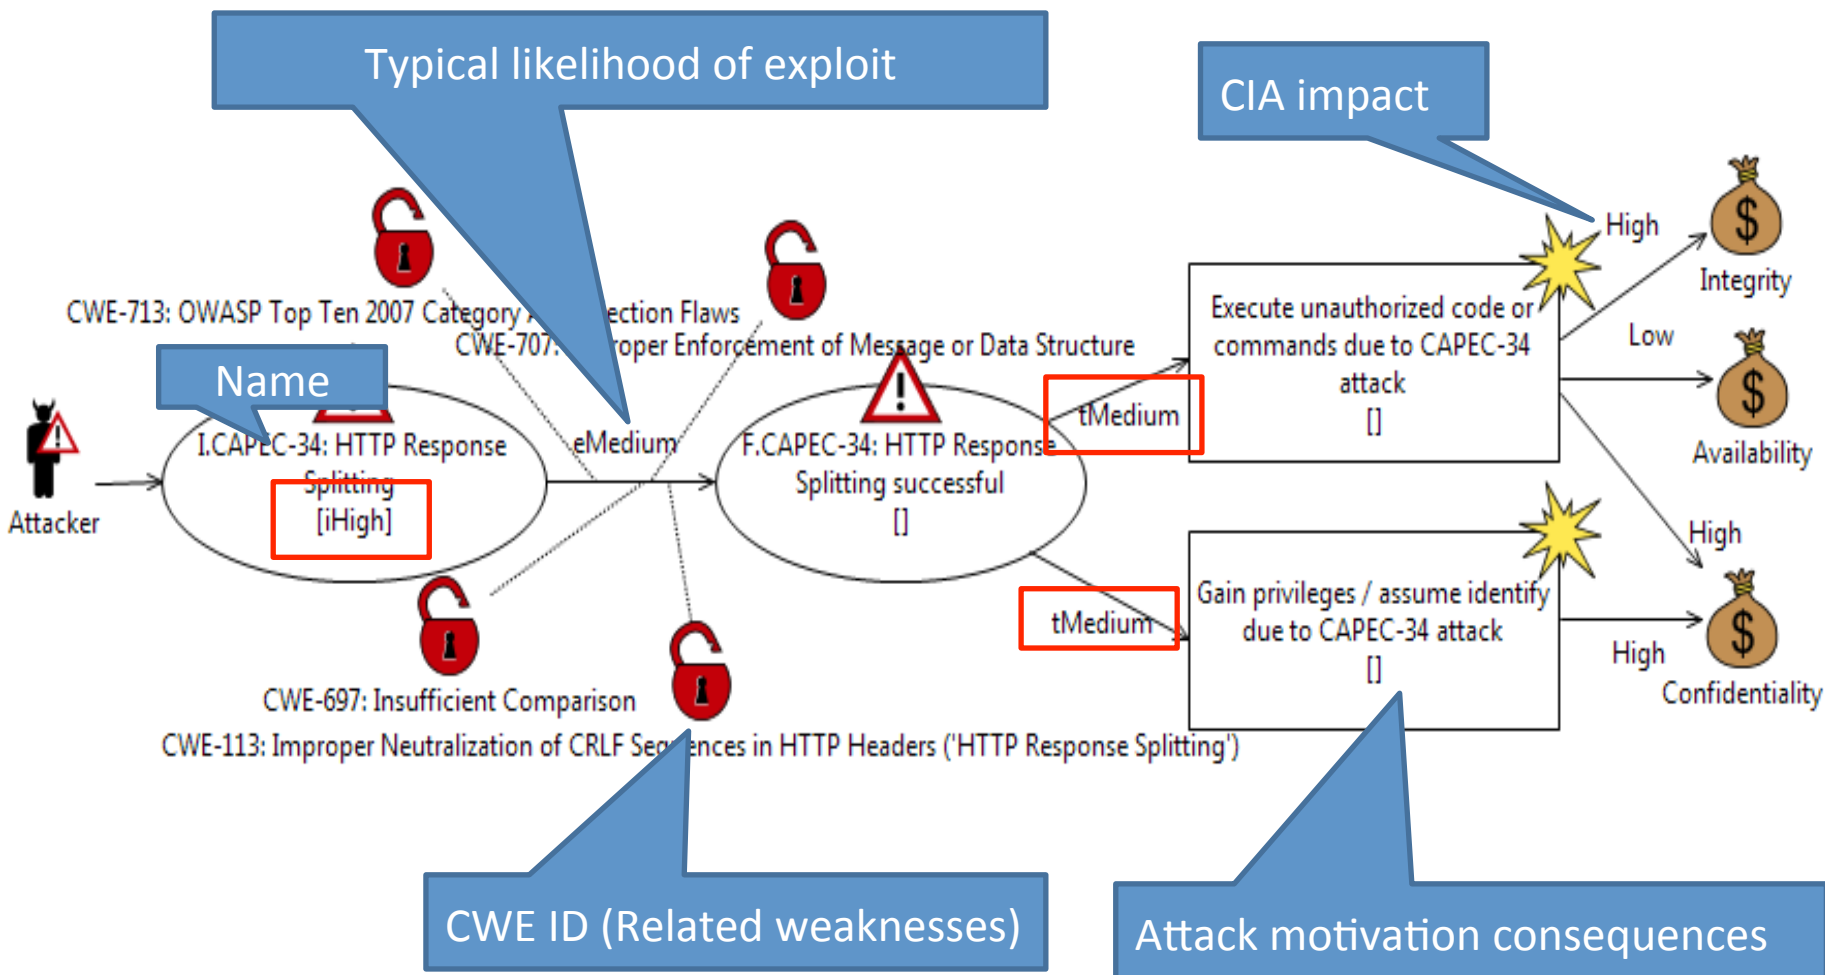 Typical likelihood of exploit
CIA impact
High
Integrity
CWE-713: OWASP Top Ten 2007 Category ection Flaws
CWE-707: roper Enforcement of Message or Data Structure
Execute unauthorized code or
commands due to CAPEC-34
attack
[]
Low
Name
tMedium
Availability
I.CAPEC-34: HTTP Response
Splitting
[iHigh]
eMedium
F.CAPEC-34: HTTP Response
Splitting successful
[]
Attacker
High
tMedium
Gain privileges / assume identify
due to CAPEC-34 attack
[]
High
Confidentiality
CWE-697: Insufficient Comparison
CWE-113: Improper Neutralization of CRLF Sequences in HTTP Headers ('HTTP Response Splitting')
CWE ID (Related weaknesses)
Attack motivation consequences